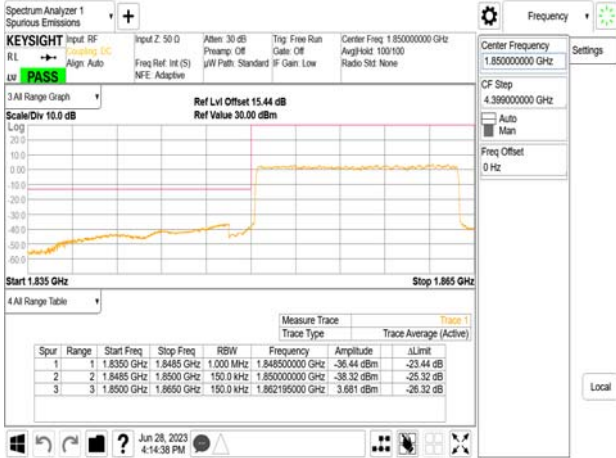 Spectrum Analyzer 1
Spurious Emissions
Frequency
KEYSIGHT
Input: RF
Coupling: DC
Align: Auto
Input Z: 50 Ω
Freq Ref: Int (S)
NFE: Adaptive
Atten: 30 dB
Preamp: Off
µW Path: Standard
Trig: Free Run
Gate: Off
IF Gain: Low
Center Freq: 1.850000000 GHz
Avg|Hold: 100/100
Radio Std: None
RL
LV PASS
Center Frequency
1.850000000 GHz
Settings
CF Step
4.399000000 GHz
Auto
Man
Freq Offset
0 Hz
Local
3 All Range Graph
Ref Lvl Offset 15.44 dB
Scale/Div 10.0 dB
Ref Value 30.00 dBm
Log
20.0
10.0
0.00
-10.0
-20.0
-30.0
-40.0
-50.0
-60.0
Start 1.835 GHz
Stop 1.865 GHz
4 All Range Table
Measure Trace Trace 1
Trace Type Trace Average (Active)
Spur Range Start Freq Stop Freq RBW Frequency Amplitude ΔLimit
1 1 1.8350 GHz 1.8485 GHz 1.000 MHz 1.848500000 GHz -36.44 dBm -23.44 dB
2 2 1.8485 GHz 1.8500 GHz 150.0 kHz 1.850000000 GHz -38.32 dBm -25.32 dB
3 3 1.8500 GHz 1.8650 GHz 150.0 kHz 1.862195000 GHz 3.681 dBm -26.32 dB
Jun 28, 2023
4:14:38 PM